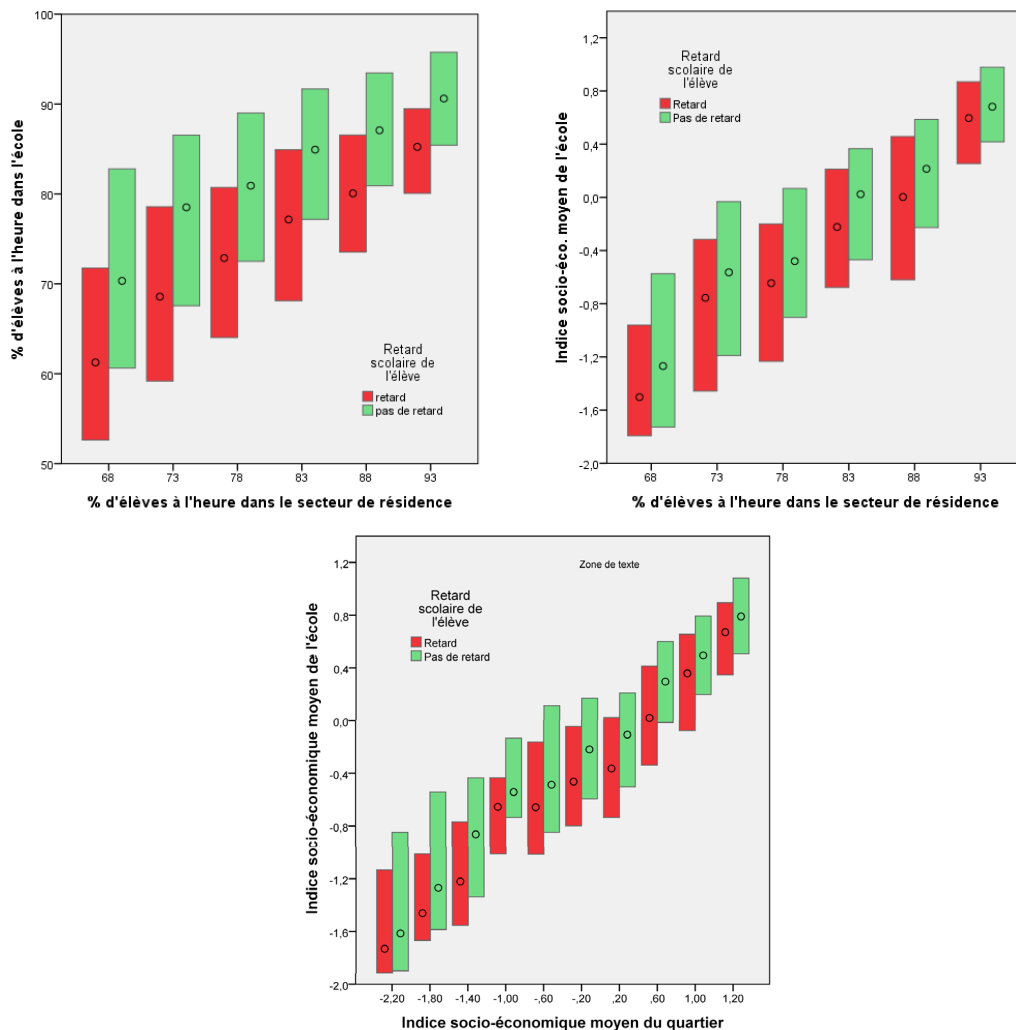 100
90
80
70
60
50
% d'élèves à l'heure dans l'école
Retard
scolaire de
l'élève
retard
pas de retard
68 73 78 83 88 93
% d'élèves à l'heure dans le secteur de résidence
1,2
0,8
0,4
0,0
-0,4
-0,8
-1,2
-1,6
-2,0
Indice socio-éco. moyen de l'école
Retard
scolaire de
l'élève
Retard
Pas de retard
68 73 78 83 88 93
% d'élèves à l'heure dans le secteur de résidence
1,2
0,8
0,4
0,0
-0,4
-0,8
-1,2
-1,6
-2,0
Indice socio-économique moyen de l'école
Zone de texte
Retard
scolaire de
l'élève
Retard
Pas de retard
-2,20 -1,80 -1,40 -1,00 -,60 -,20 ,20 ,60 1,00 1,20
Indice socio-économique moyen du quartier